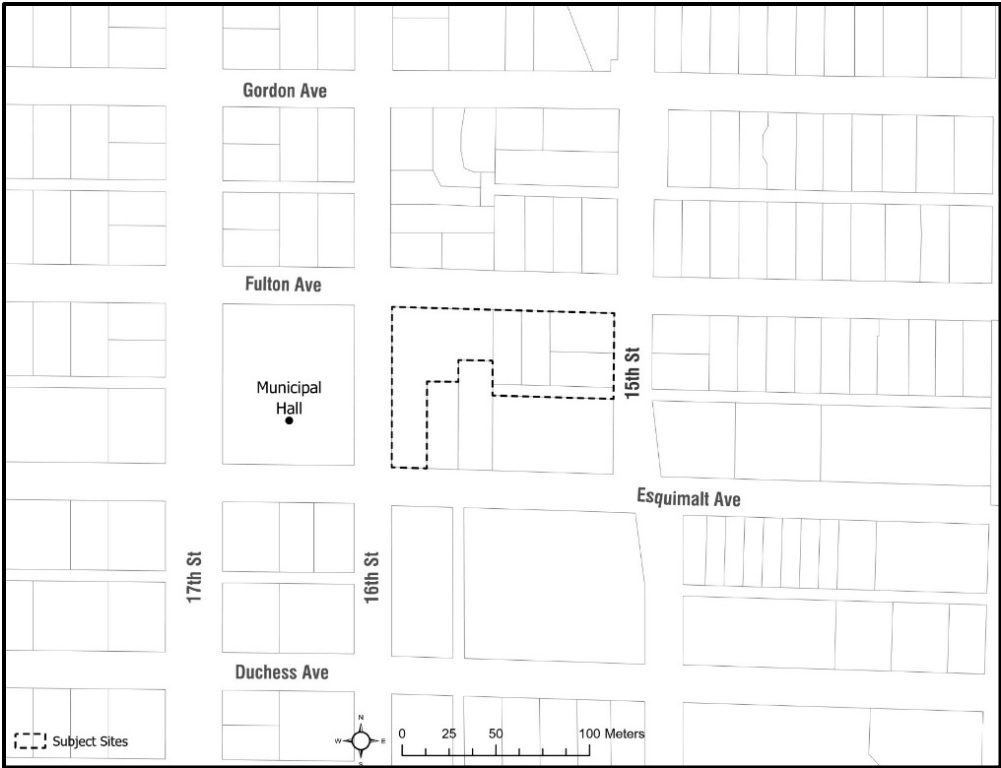 Gordon Ave
Fulton Ave
Municipal
Hall
15th St
Esquimalt Ave
17th St
16th St
Duchess Ave
Subject Sites
N
W
E
S
0 25 50 100 Meters